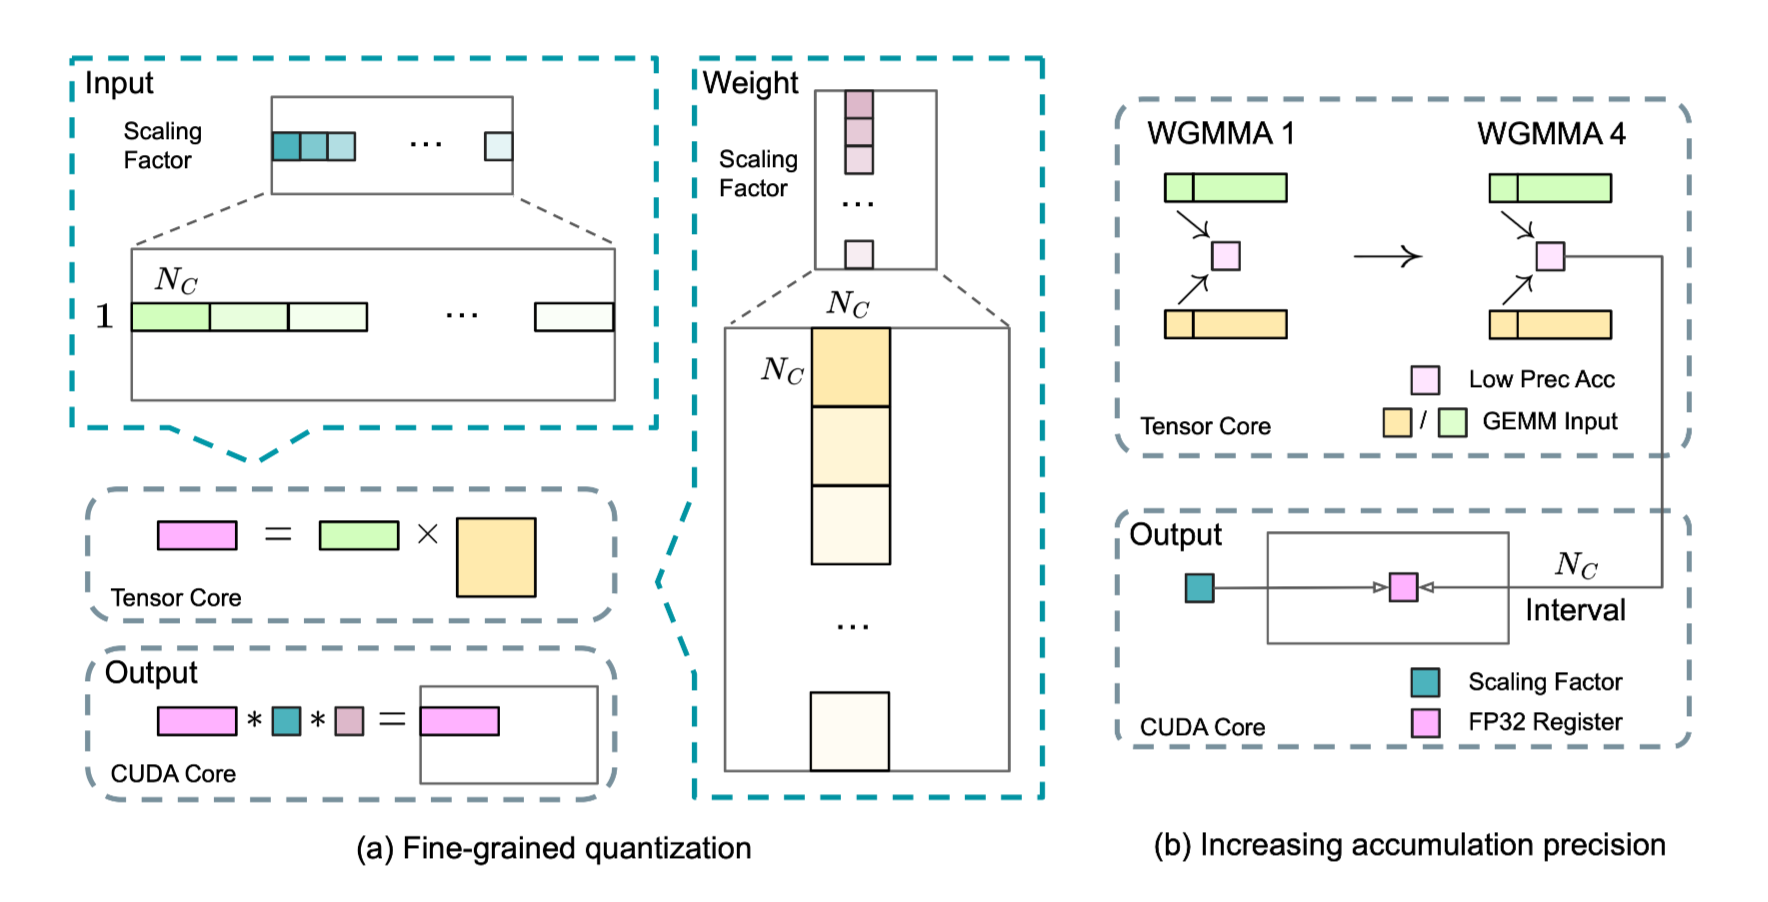 Input
Scaling
Factor
...
N_C
1
...
= ×
Tensor Core
Output
* * =
CUDA Core
Weight
Scaling
Factor
...
N_C
N_C
...
(a) Fine-grained quantization
WGMMA 1
WGMMA 4
Low Prec Acc
/ GEMM Input
Tensor Core
Output
N_C
Interval
Scaling Factor
FP32 Register
CUDA Core
(b) Increasing accumulation precision